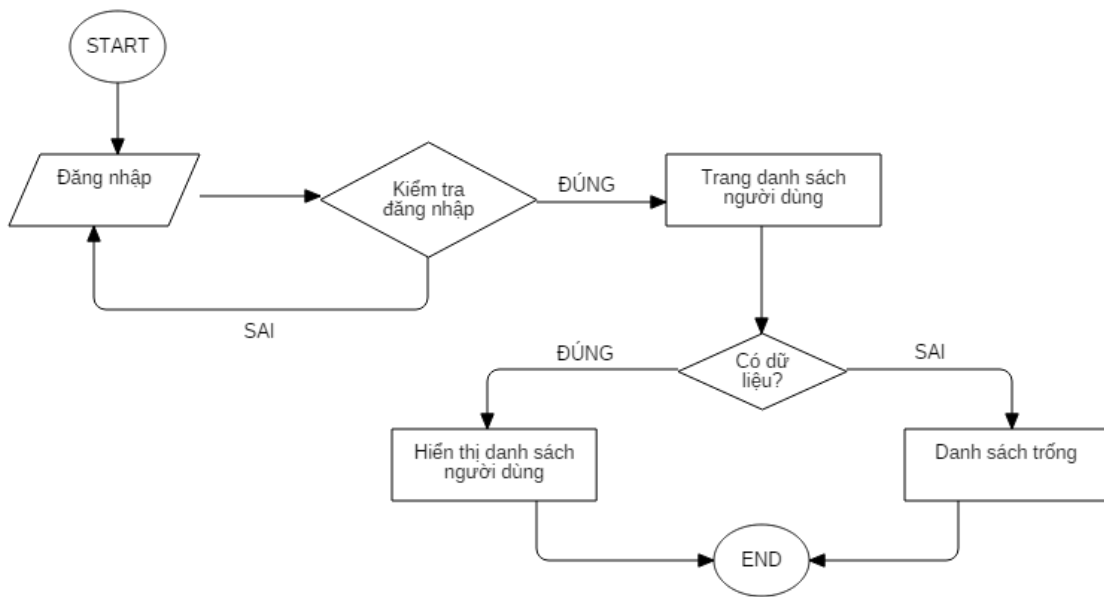 START
Đăng nhập
Kiểm tra
đăng nhập
ĐÚNG
Trang danh sách
người dùng
SAI
Có dữ
liệu?
ĐÚNG
SAI
Hiển thị danh sách
người dùng
Danh sách trống
END